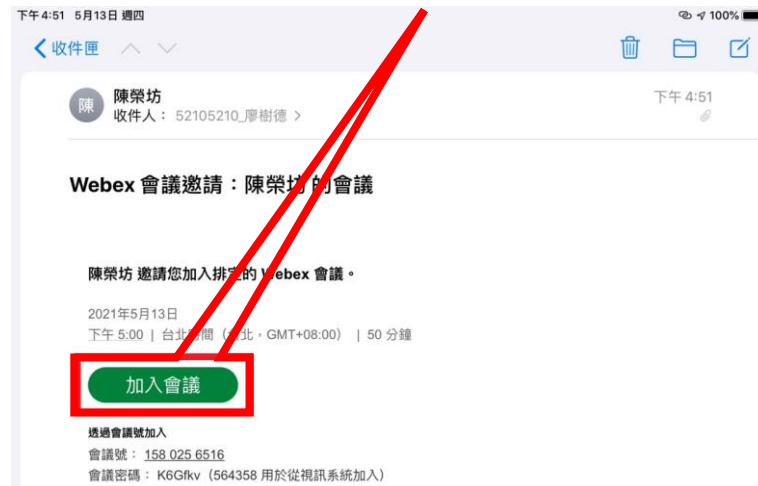 下午4:51 5月13日 週四 100%
收件匣
陳 陳榮坊 下午 4:51
收件人： 52105210_廖樹德 >
Webex 會議邀請：陳榮坊 的會議
陳榮坊 邀請您加入排定的 Webex 會議。
2021年5月13日
下午 5:00 | 台北時間（台北，GMT+08:00） | 50 分鐘
加入會議
透過會議號加入
會議號： 158 025 6516
會議密碼： K6Gfkv（564358 用於從視訊系統加入）